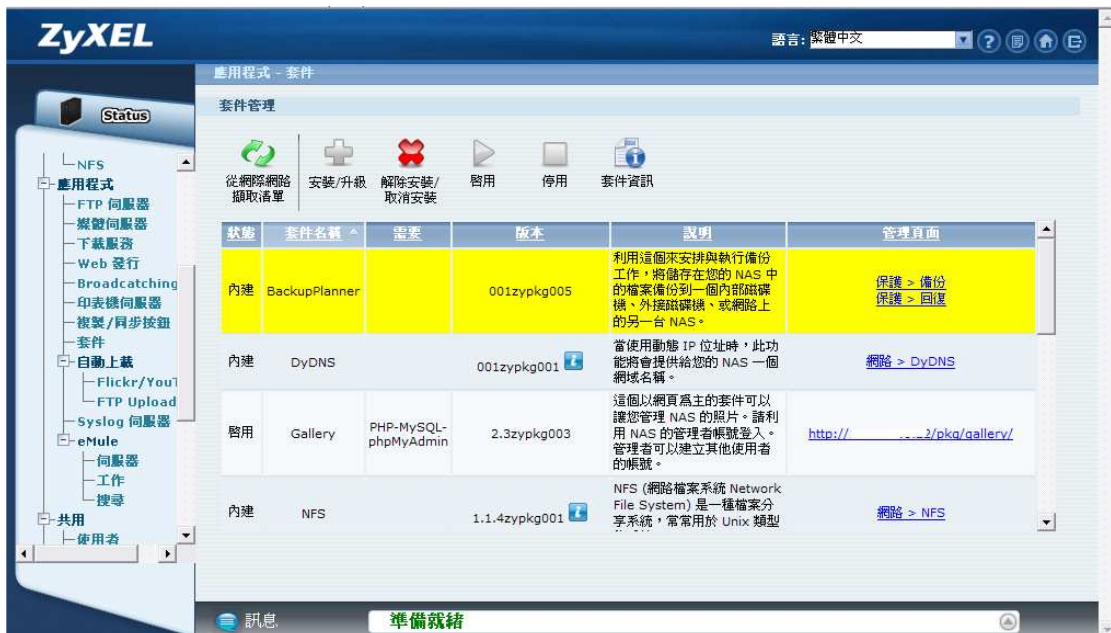 ZyXEL
語言: 繁體中文
應用程式 - 套件
Status
套件管理
從網際網路
擷取清單
安裝/升級
解除安裝/
取消安裝
啓用
停用
套件資訊
NFS
應用程式
FTP 伺服器
媒體伺服器
下載服務
Web 發行
Broadcatching
印表機伺服器
複製/同步按鈕
套件
自動上載
Flickr/YouT
FTP Upload
Syslog 伺服器
eMule
伺服器
工作
搜尋
共用
使用者
狀態 套件名稱 需要 版本 說明 管理頁面
內建 BackupPlanner 001zypkg005
利用這個來安排與執行備份
工作，將儲存在您的 NAS 中
的檔案備份到一個內部磁碟
機、外接磁碟機、或網路上
的另一台 NAS。
保護 > 備份
保護 > 回復
內建 DyDNS 001zypkg001
當使用動態 IP 位址時，此功
能將會提供給您的 NAS 一個
網域名稱。
網路 > DyDNS
啓用 Gallery
PHP-MySQL-
phpMyAdmin
2.3zypkg003
這個以網頁爲主的套件可以
讓您管理 NAS 的照片。請利
用 NAS 的管理者帳號登入。
管理者可以建立其他使用者
的帳號。
http:// /pkg/gallery/
內建 NFS 1.1.4zypkg001
NFS (網路檔案系統 Network
File System) 是一種檔案分
享系統，常常用於 Unix 類型
網路 > NFS
訊息
準備就緒